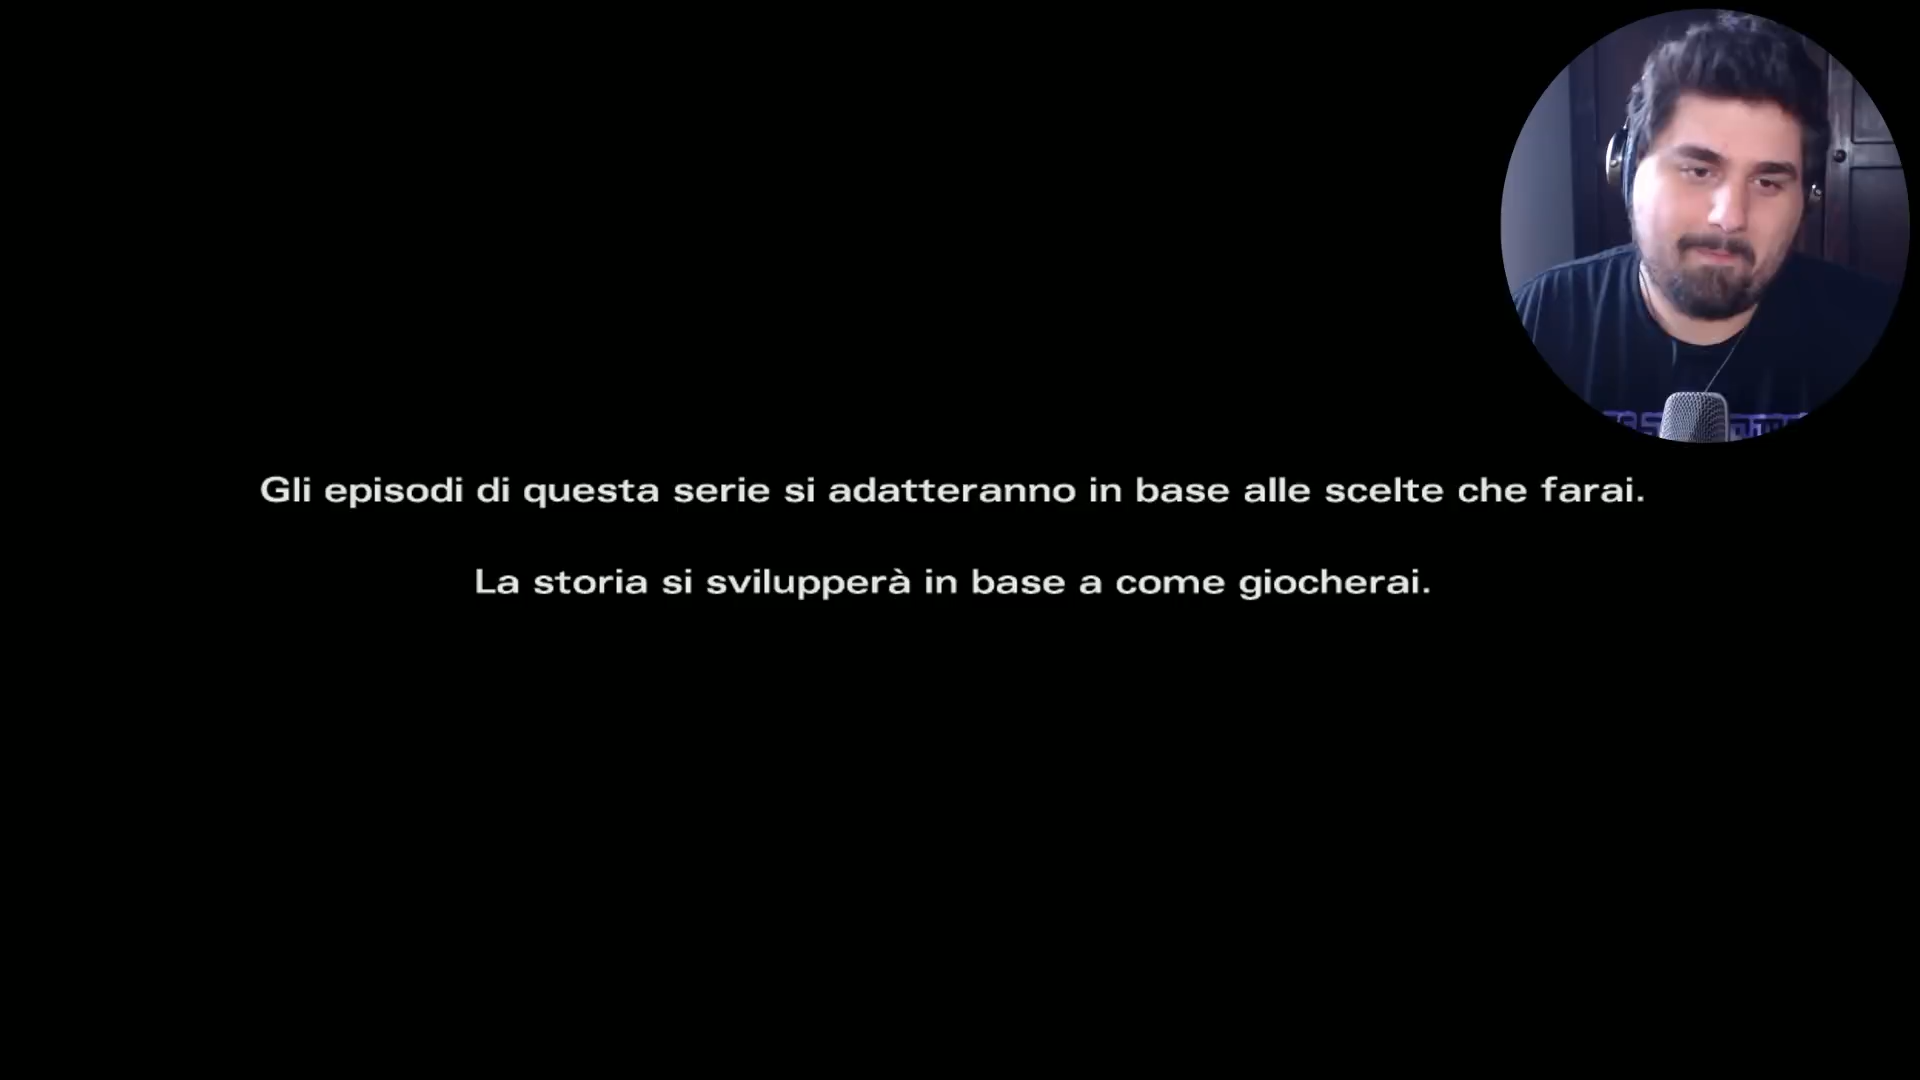 Gli episodi di questa serie si adatteranno in base alle scelte che farai.
La storia si svilupperà in base a come giocherai.